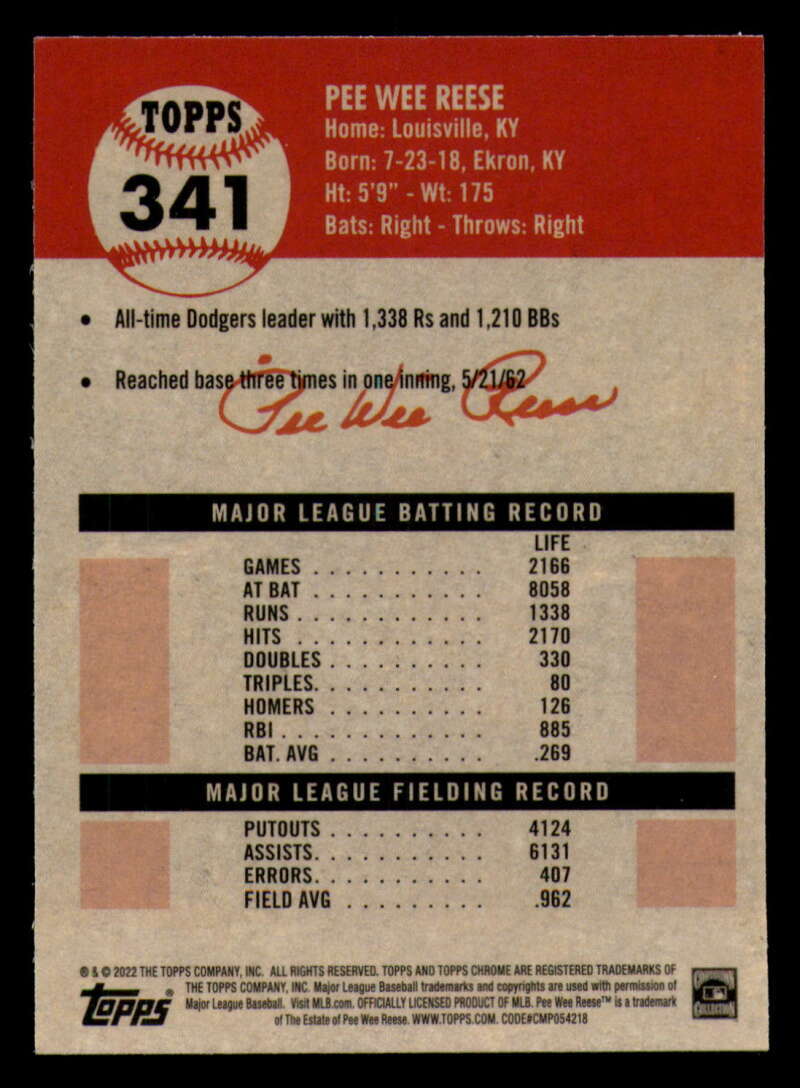 TOPPS
341
PEE WEE REESE
Home: Louisville, KY
Born: 7-23-18, Ekron, KY
Ht: 5'9" - Wt: 175
Bats: Right - Throws: Right
• All-time Dodgers leader with 1,338 Rs and 1,210 BBs
• Reached base three times in one inning, 5/21/62
Pee Wee Reese
MAJOR LEAGUE BATTING RECORD
LIFE
GAMES . . . . . . . . . . . 2166
AT BAT . . . . . . . . . . . 8058
RUNS . . . . . . . . . . . . 1338
HITS . . . . . . . . . . . . 2170
DOUBLES . . . . . . . . . . 330
TRIPLES. . . . . . . . . . . 80
HOMERS . . . . . . . . . . 126
RBI . . . . . . . . . . . . . 885
BAT. AVG . . . . . . . . . . .269
MAJOR LEAGUE FIELDING RECORD
PUTOUTS . . . . . . . . . . 4124
ASSISTS. . . . . . . . . . . 6131
ERRORS. . . . . . . . . . . 407
FIELD AVG . . . . . . . . . .962
® & © 2022 THE TOPPS COMPANY, INC. ALL RIGHTS RESERVED. TOPPS AND TOPPS CHROME ARE REGISTERED TRADEMARKS OF
THE TOPPS COMPANY, INC. Major League Baseball trademarks and copyrights are used with permission of
Major League Baseball. Visit MLB.com. OFFICIALLY LICENSED PRODUCT OF MLB. Pee Wee Reese™ is a trademark
of The Estate of Pee Wee Reese. WWW.TOPPS.COM. CODE#CMP054218
Topps®
COLLECTION